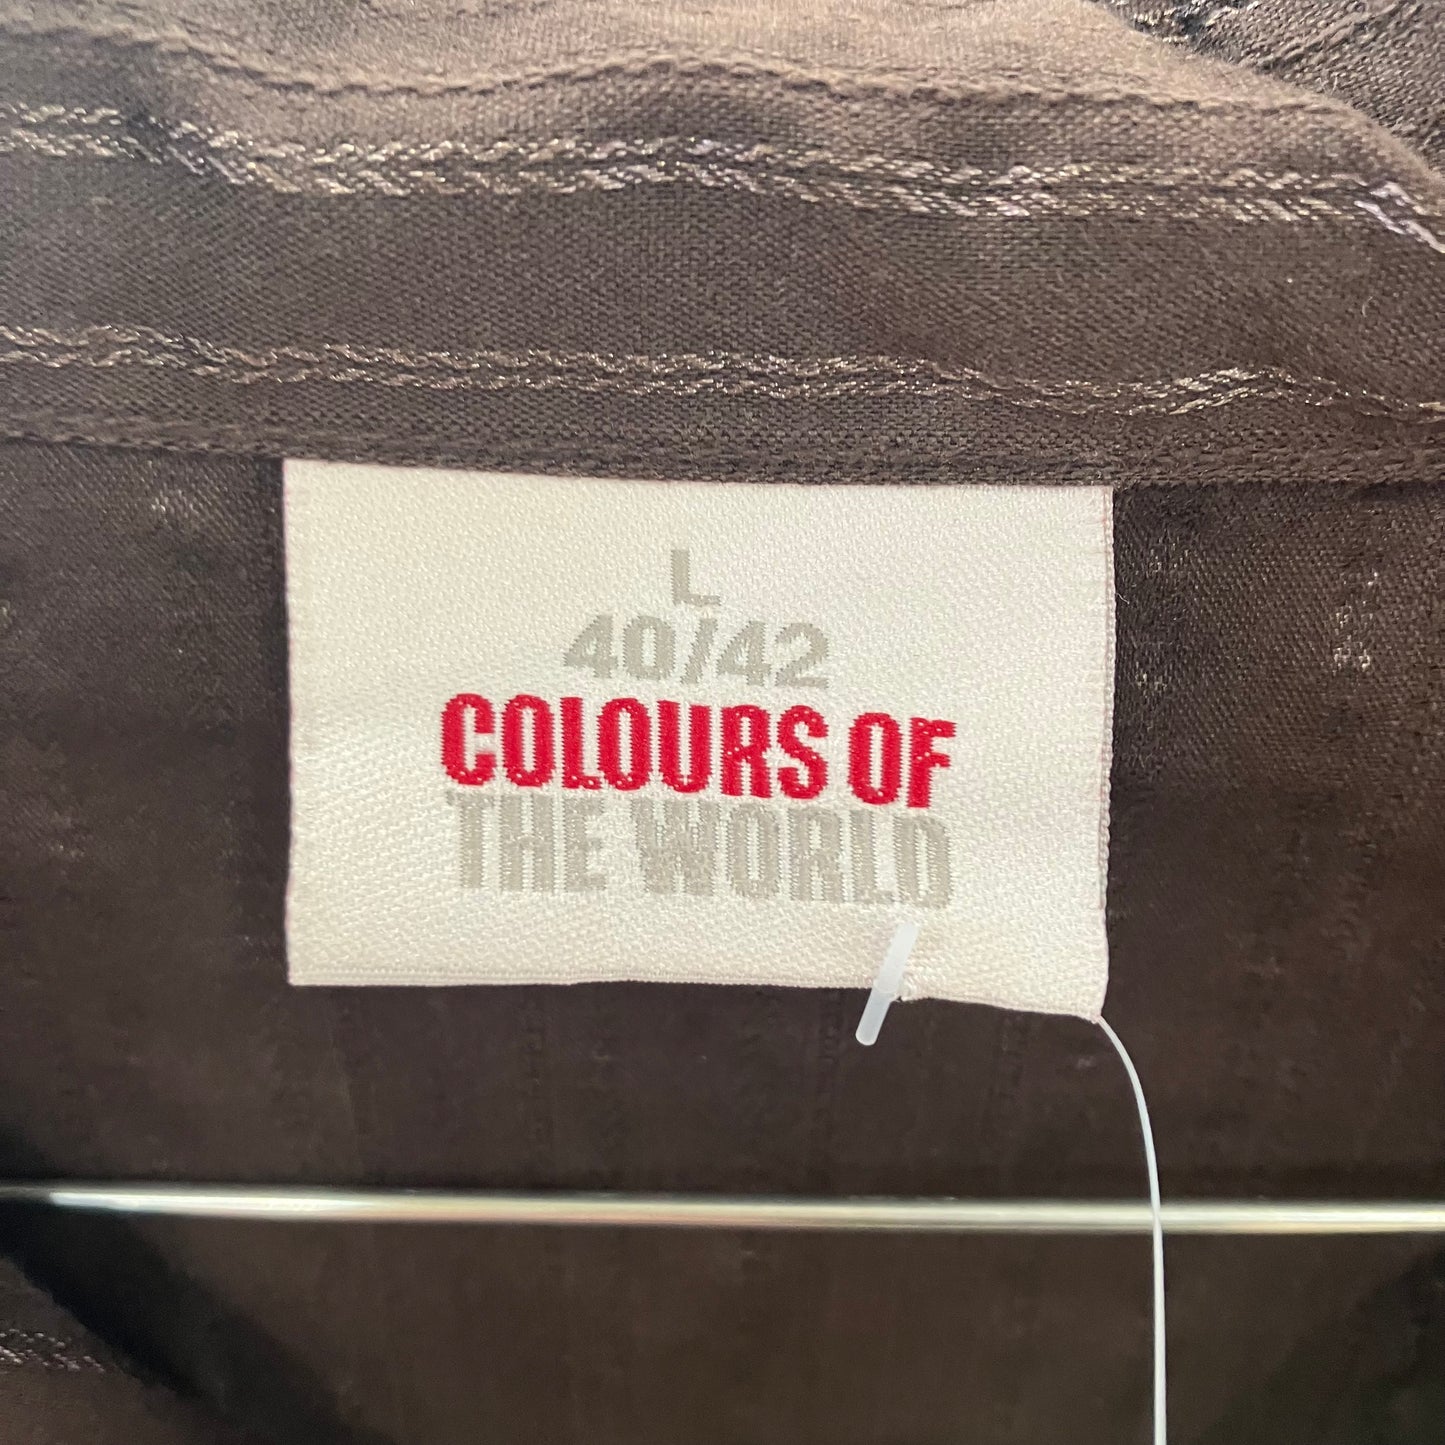 L
40/42
COLOURS OF
THE WORLD